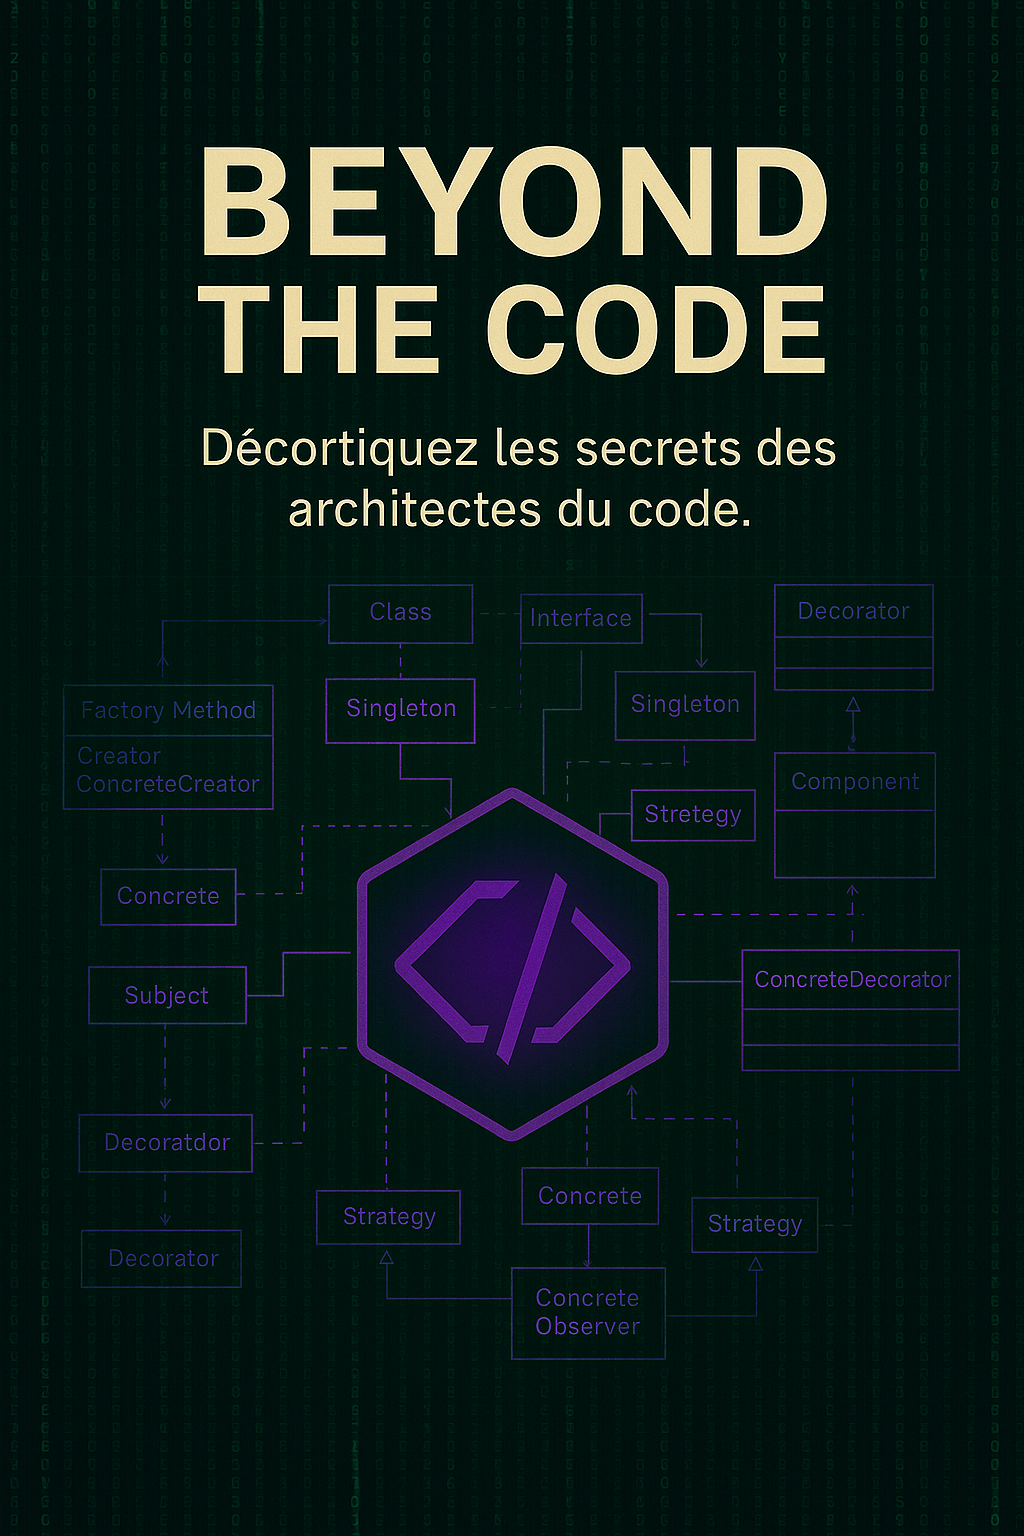 BEYOND
THE CODE
Décortiquez les secrets des
architectes du code.
Class
Interface
Decorator
Factory Method
Creator
ConcreteCreator
Singleton
Singleton
Component
Stretegy
Concrete
ConcreteDecorator
Subject
Decoratdor
Strategy
Concrete
Strategy
Decorator
Concrete
Observer